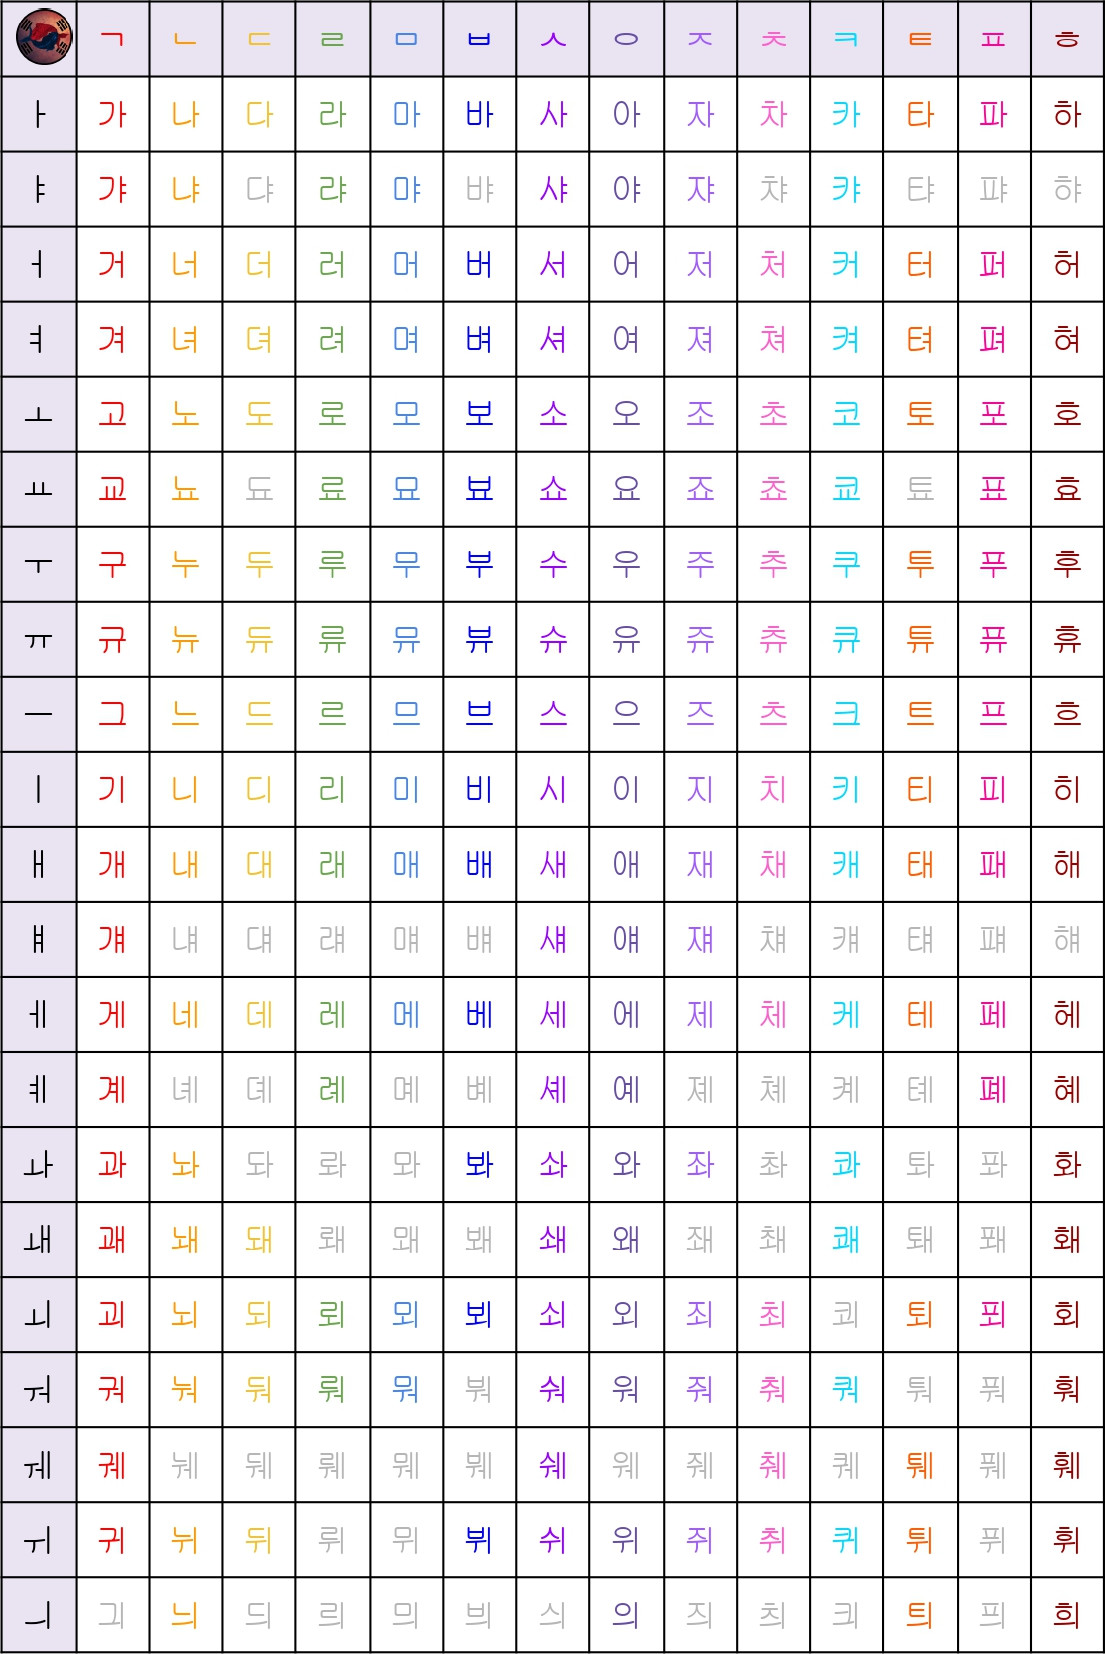 ㄱ ㄴ ㄷ ㄹ ㅁ ㅂ ㅅ ㅇ ㅈ ㅊ ㅋ ㅌ ㅍ ㅎ
ㅏ 가 나 다 라 마 바 사 아 자 차 카 타 파 하
ㅑ 갸 냐 댜 랴 먀 뱌 샤 야 쟈 챠 캬 탸 퍄 햐
ㅓ 거 너 더 러 머 버 서 어 저 처 커 터 퍼 허
ㅕ 겨 녀 뎌 려 며 벼 셔 여 져 쳐 켜 텨 펴 혀
ㅗ 고 노 도 로 모 보 소 오 조 초 코 토 포 호
ㅛ 교 뇨 됴 료 묘 뵤 쇼 요 죠 쵸 쿄 툐 표 효
ㅜ 구 누 두 루 무 부 수 우 주 추 쿠 투 푸 후
ㅠ 규 뉴 듀 류 뮤 뷰 슈 유 쥬 츄 큐 튜 퓨 휴
ㅡ 그 느 드 르 므 브 스 으 즈 츠 크 트 프 흐
ㅣ 기 니 디 리 미 비 시 이 지 치 키 티 피 히
ㅐ 개 내 대 래 매 배 새 애 재 채 캐 태 패 해
ㅒ 걔 냬 댸 럐 먜 뱨 섀 얘 쟤 챼 컈 턔 퍠 햬
ㅔ 게 네 데 레 메 베 세 에 제 체 케 테 페 헤
ㅖ 계 녜 뎨 례 몌 볘 셰 예 졔 쳬 켸 톄 폐 혜
ㅘ 과 놔 돠 롸 뫄 봐 솨 와 좌 촤 콰 톼 퐈 화
ㅙ 괘 놰 돼 뢔 뫠 봬 쇄 왜 좨 쵀 쾌 퇘 퐤 홰
ㅚ 괴 뇌 되 뢰 뫼 뵈 쇠 외 죄 최 쾨 퇴 푀 회
ㅝ 궈 눠 둬 뤄 뭐 붜 숴 워 줘 춰 쿼 퉈 풔 훠
ㅞ 궤 눼 뒈 뤠 뭬 붸 쉐 웨 줴 췌 퀘 퉤 풰 훼
ㅟ 귀 뉘 뒤 뤼 뮈 뷔 쉬 위 쥐 취 퀴 튀 퓌 휘
ㅢ 긔 늬 듸 릐 믜 븨 싀 의 즤 츼 킈 틔 픠 희